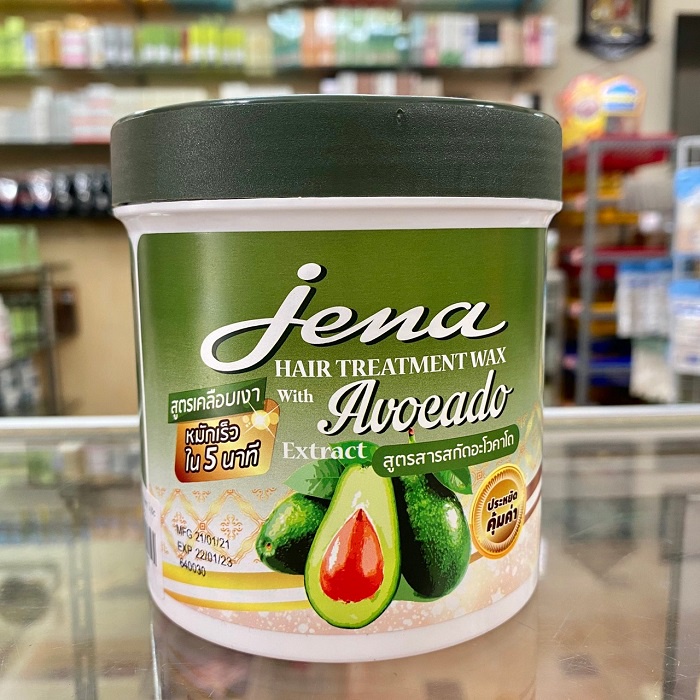 jena
HAIR TREATMENT WAX
With Avocado
Extract
สูตรเคลือบเงา
หมักเร็ว
ใน 5 นาที
สูตรสารสกัดอะโวคาโด
ประหยัด
คุ้มค่า
MFG 21/01/21
EXP 22/01/23
640030